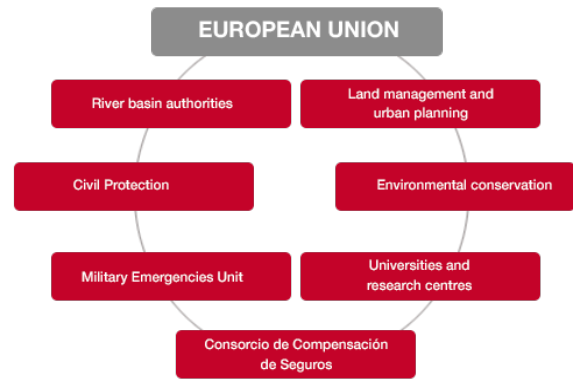 EUROPEAN UNION
River basin authorities
Land management and
urban planning
Civil Protection
Environmental conservation
Military Emergencies Unit
Universities and
research centres
Consorcio de Compensación
de Seguros